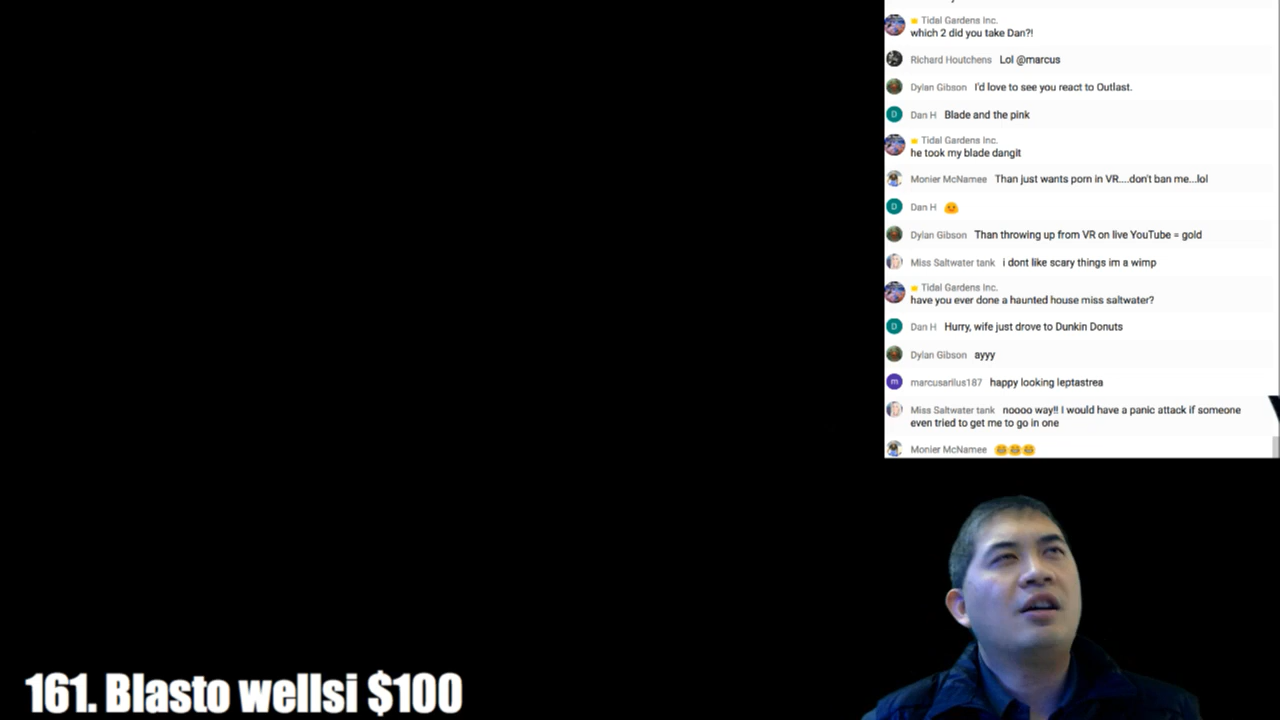 Tidal Gardens Inc.
which 2 did you take Dan?!
Richard Houtchens Lol @marcus
Dylan Gibson I'd love to see you react to Outlast.
D Dan H Blade and the pink
Tidal Gardens Inc.
he took my blade dangit
Monier McNamee Than just wants porn in VR....don't ban me...lol
D Dan H
Dylan Gibson Than throwing up from VR on live YouTube = gold
Miss Saltwater tank i dont like scary things im a wimp
Tidal Gardens Inc.
have you ever done a haunted house miss saltwater?
D Dan H Hurry, wife just drove to Dunkin Donuts
Dylan Gibson ayyy
m marcusarilus187 happy looking leptastrea
Miss Saltwater tank noooo way!! I would have a panic attack if someone
even tried to get me to go in one
Monier McNamee
161. Blasto wellsi $100